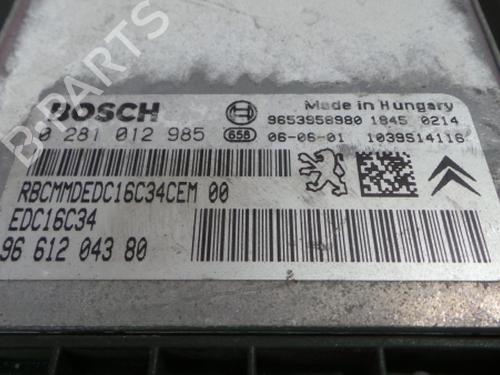 B-PARTS
BOSCH
Made in Hungary
9653958980 1845 0214
0 281 012 985 658 06-06-01 1039514116
RBCMMDEDC16C34CEM 00
EDC16C34
96 612 043 80